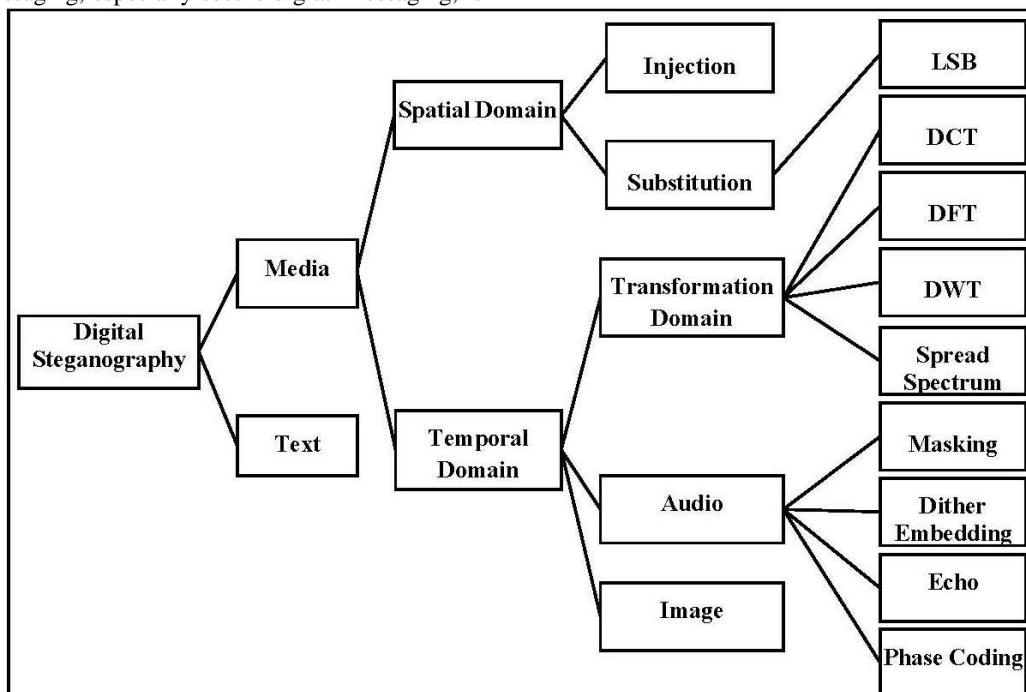 Injection
LSB
Spatial Domain
DCT
Substitution
DFT
Media
Transformation
Domain
DWT
Digital
Steganography
Spread
Spectrum
Text
Temporal
Domain
Masking
Audio
Dither
Embedding
Echo
Image
Phase Coding